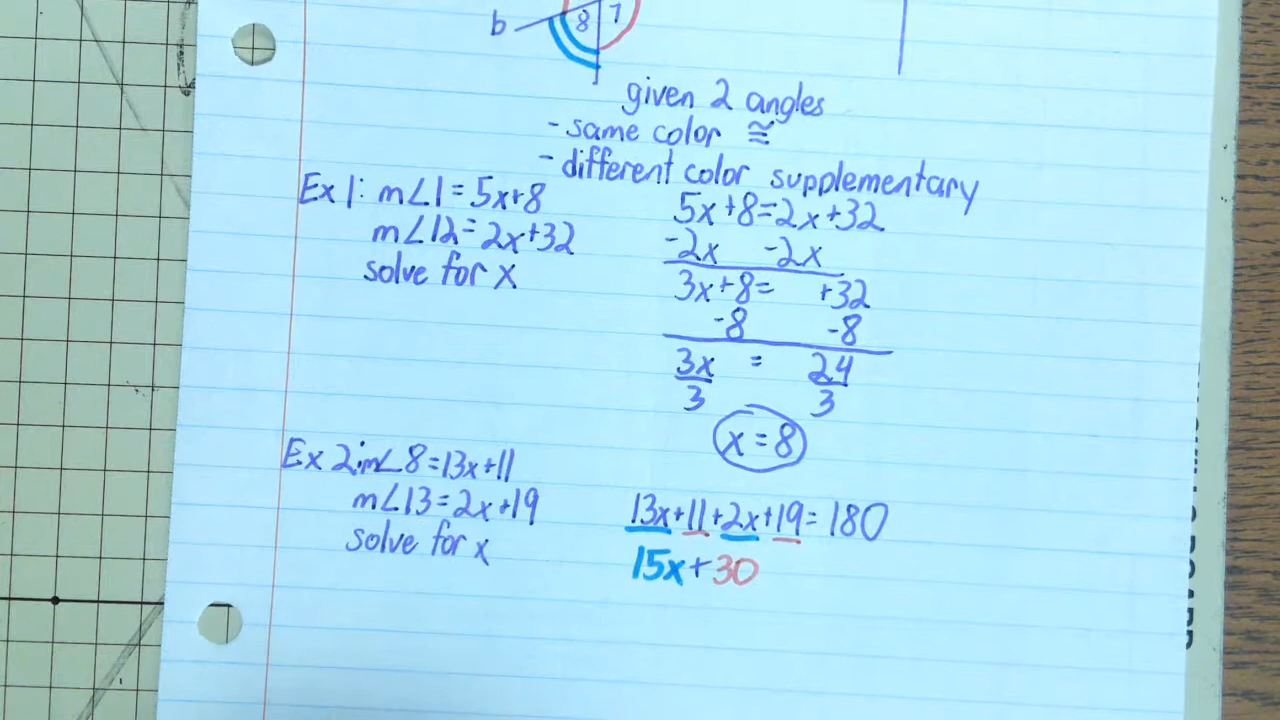 b 8 7
given 2 angles
- same color ≅
- different color supplementary
Ex 1: m∠1 = 5x+8
m∠12 = 2x+32
solve for x
5x+8=2x+32
-2x -2x
3x+8= +32
-8 -8
3x = 24
3 3
x = 8
Ex 2: m∠8 = 13x+11
m∠13 = 2x+19
solve for x
13x+11+2x+19 = 180
15x+30